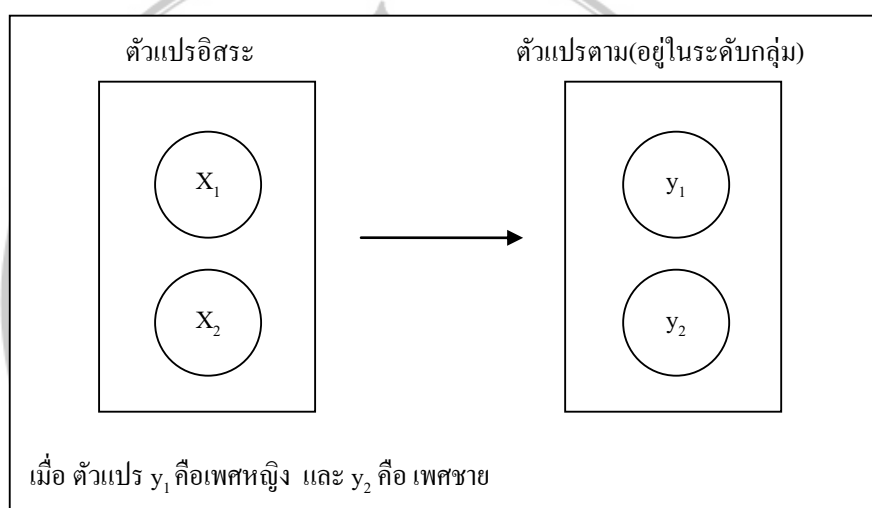 ตัวแปรอิสระ ตัวแปรตาม(อยู่ในระดับกลุ่ม)
X₁ y₁
X₂ y₂
เมื่อ ตัวแปร y₁ คือเพศหญิง และ y₂ คือ เพศชาย